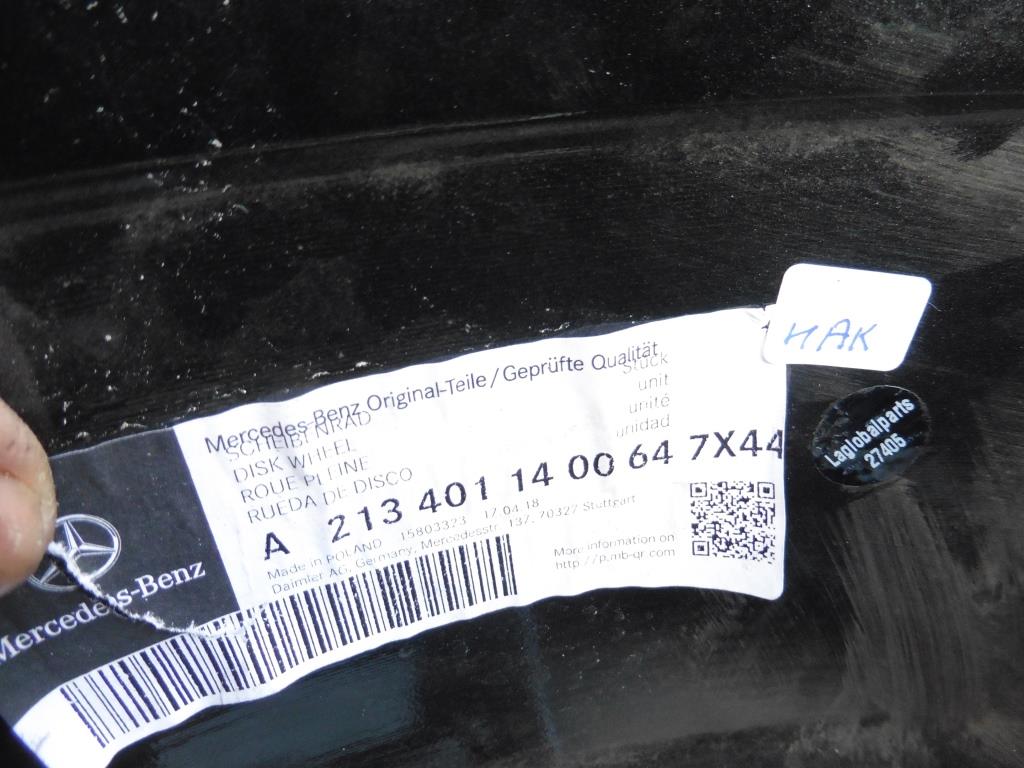 Mercedes-Benz Original-Teile / Geprüfte Qualität
SCHEIBENRAD
DISK WHEEL
ROUE PLEINE
RUEDA DE DISCO
Stück
unit
unité
unidad
A 213 401 14 00 64 7X44
Made in POLAND 15803323 17.04.18
Daimler AG, Germany, Mercedesstr. 137, 70327 Stuttgart
More information on
http://p.mb-qr.com
Mercedes-Benz
HAK
Laglobalparts
27405